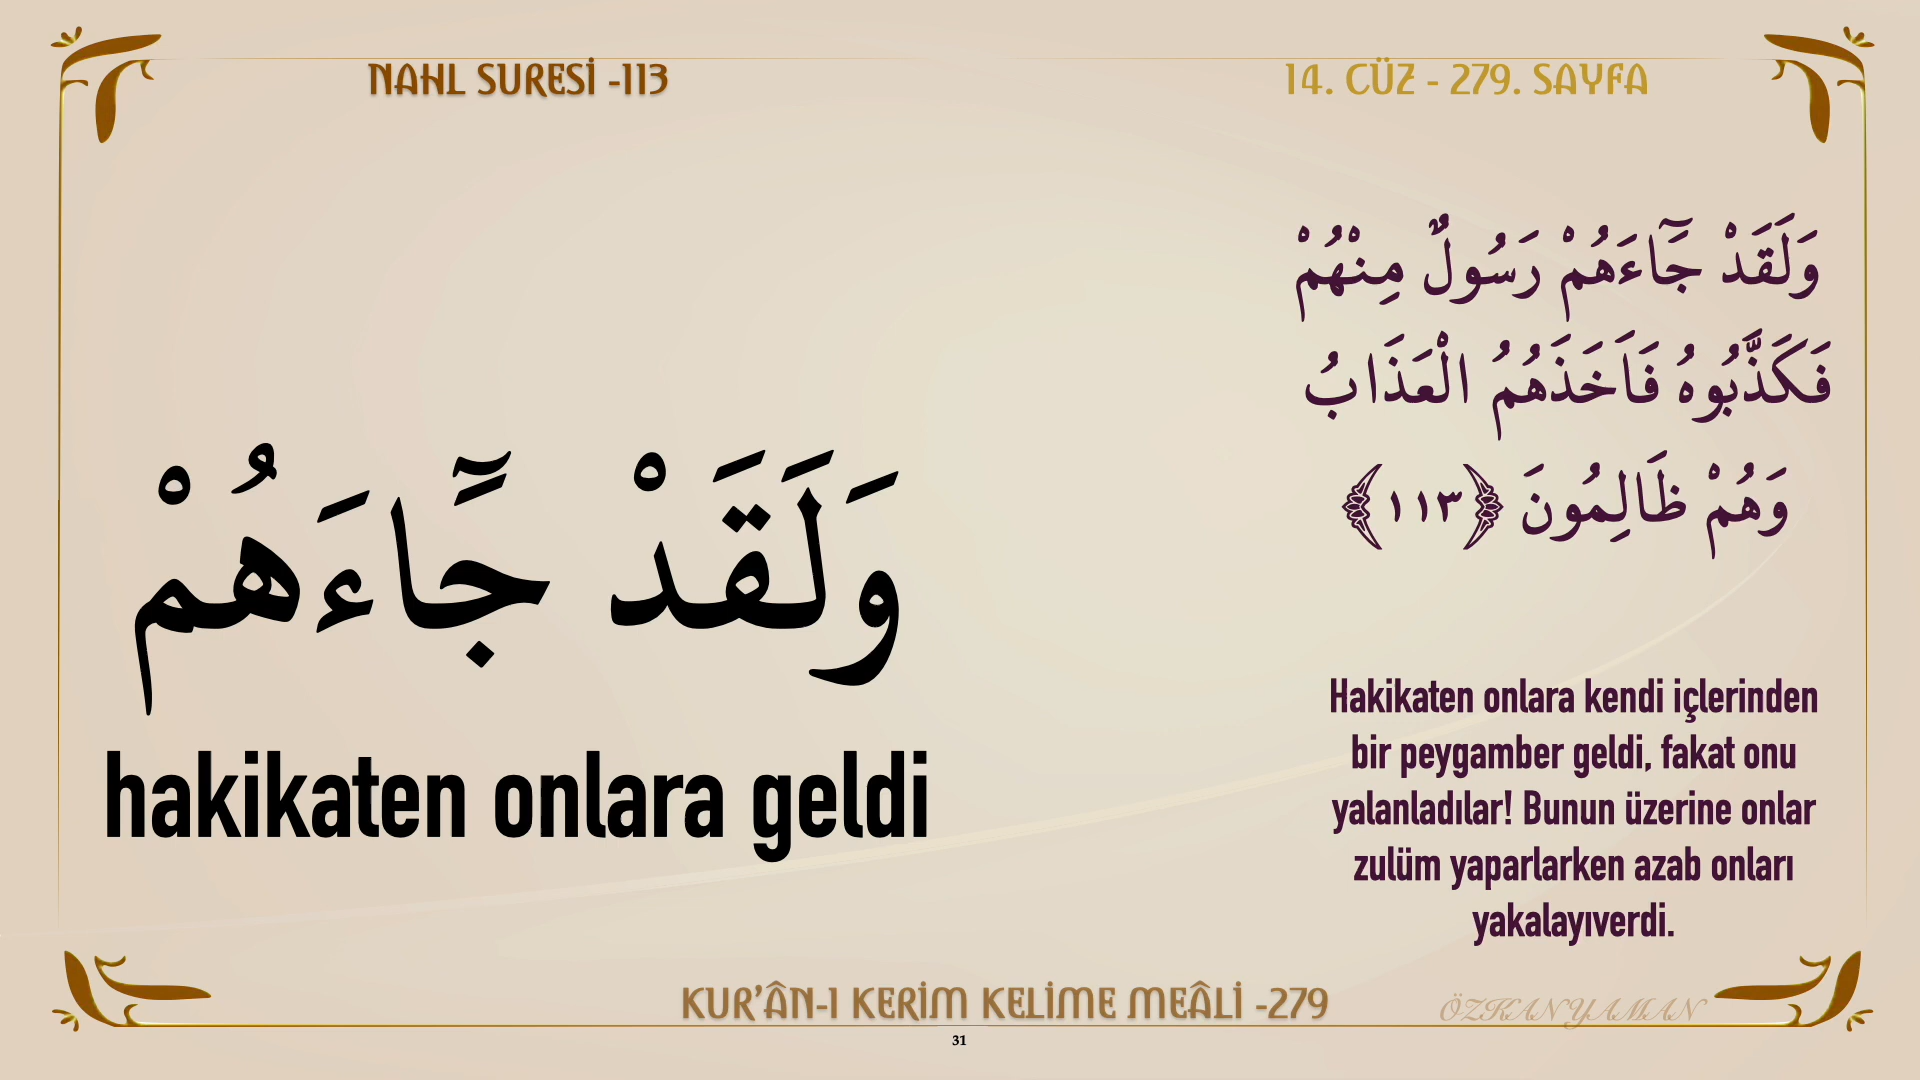 NAHL SURESİ -113
14. CÜZ - 279. SAYFA
وَلَقَدْ جَٓاءَهُمْ رَسُولٌ مِنْهُمْ
فَكَذَّبُوهُ فَاَخَذَهُمُ الْعَذَابُ
وَهُمْ ظَالِمُونَ ﴿١١٣﴾
وَلَقَدْ جَٓاءَهُمْ
hakikaten onlara geldi
Hakikaten onlara kendi içlerinden
bir peygamber geldi, fakat onu
yalanladılar! Bunun üzerine onlar
zulüm yaparlarken azab onları
yakalayıverdi.
KUR'ÂN-I KERİM KELİME MEÂLİ -279
ÖZKAN YAMAN
31